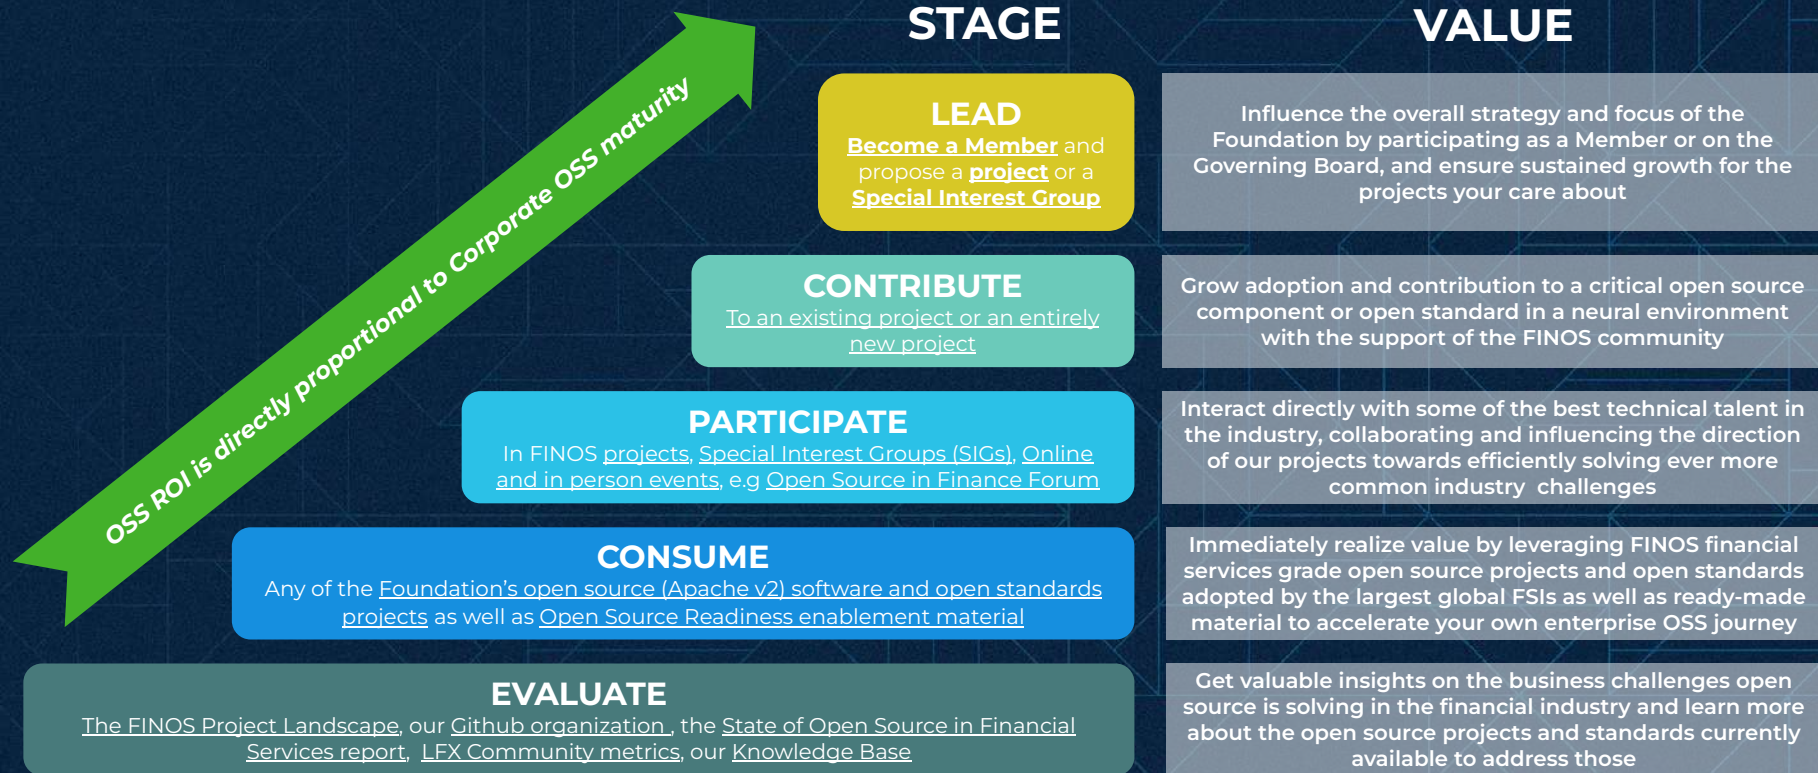 STAGE
VALUE
OSS ROI is directly proportional to Corporate OSS maturity
LEAD
Become a Member and
propose a project or a
Special Interest Group
Influence the overall strategy and focus of the
Foundation by participating as a Member or on the
Governing Board, and ensure sustained growth for the
projects your care about
CONTRIBUTE
To an existing project or an entirely
new project
Grow adoption and contribution to a critical open source
component or open standard in a neural environment
with the support of the FINOS community
PARTICIPATE
In FINOS projects, Special Interest Groups (SIGs), Online
and in person events, e.g Open Source in Finance Forum
Interact directly with some of the best technical talent in
the industry, collaborating and influencing the direction
of our projects towards efficiently solving ever more
common industry challenges
CONSUME
Any of the Foundation's open source (Apache v2) software and open standards
projects as well as Open Source Readiness enablement material
Immediately realize value by leveraging FINOS financial
services grade open source projects and open standards
adopted by the largest global FSIs as well as ready-made
material to accelerate your own enterprise OSS journey
EVALUATE
The FINOS Project Landscape, our Github organization , the State of Open Source in Financial
Services report, LFX Community metrics, our Knowledge Base
Get valuable insights on the business challenges open
source is solving in the financial industry and learn more
about the open source projects and standards currently
available to address those